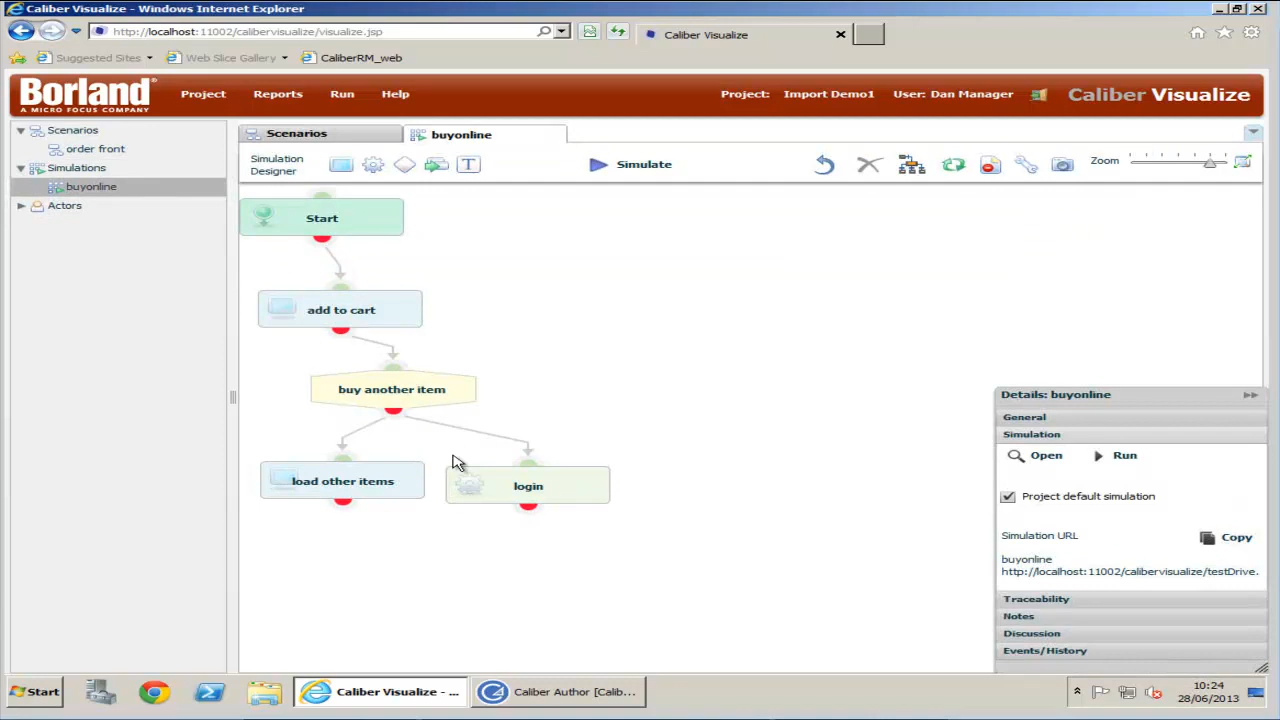 Caliber Visualize - Windows Internet Explorer
http://localhost:11002/calibervisualize/visualize.jsp
Caliber Visualize
Suggested Sites
Web Slice Gallery
CaliberRM_web
Borland®
A MICRO FOCUS COMPANY
Project
Reports
Run
Help
Project: Import Demo1
User: Dan Manager
Caliber Visualize
Scenarios
order front
Simulations
buyonline
Actors
Scenarios
buyonline
Simulation
Designer
T
Simulate
Zoom
Start
add to cart
buy another item
load other items
login
Details: buyonline
General
Simulation
Open
Run
Project default simulation
Simulation URL
Copy
buyonline
http://localhost:11002/calibervisualize/testDrive.
Traceability
Notes
Discussion
Events/History
Start
Caliber Visualize - ...
Caliber Author [Calib...
10:24
28/06/2013